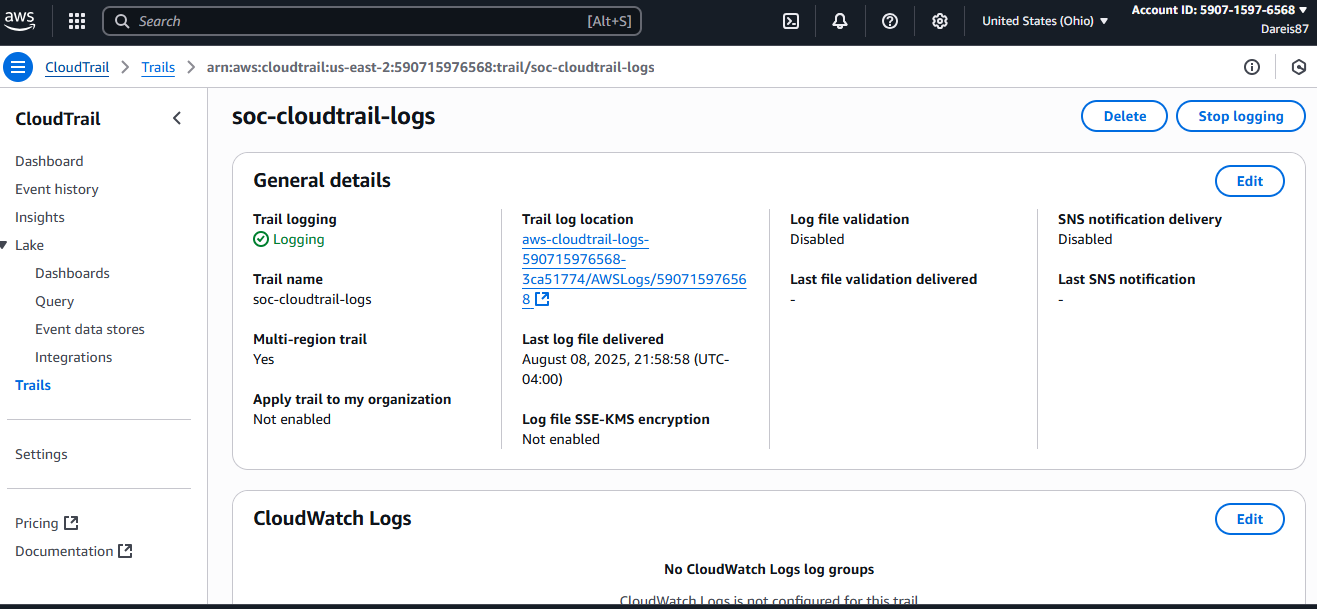 aws
Search
[Alt+S]
United States (Ohio)
Account ID: 5907-1597-6568
Dareis87
CloudTrail
Trails
arn:aws:cloudtrail:us-east-2:590715976568:trail/soc-cloudtrail-logs
CloudTrail
Dashboard
Event history
Insights
Lake
Dashboards
Query
Event data stores
Integrations
Trails
Settings
Pricing
Documentation
soc-cloudtrail-logs
Delete
Stop logging
General details
Edit
Trail logging
Logging
Trail name
soc-cloudtrail-logs
Multi-region trail
Yes
Apply trail to my organization
Not enabled
Trail log location
aws-cloudtrail-logs-
590715976568-
3ca51774/AWSLogs/59071597656
8
Last log file delivered
August 08, 2025, 21:58:58 (UTC-
04:00)
Log file SSE-KMS encryption
Not enabled
Log file validation
Disabled
Last file validation delivered
-
SNS notification delivery
Disabled
Last SNS notification
-
CloudWatch Logs
Edit
No CloudWatch Logs log groups
CloudWatch Logs is not configured for this trail